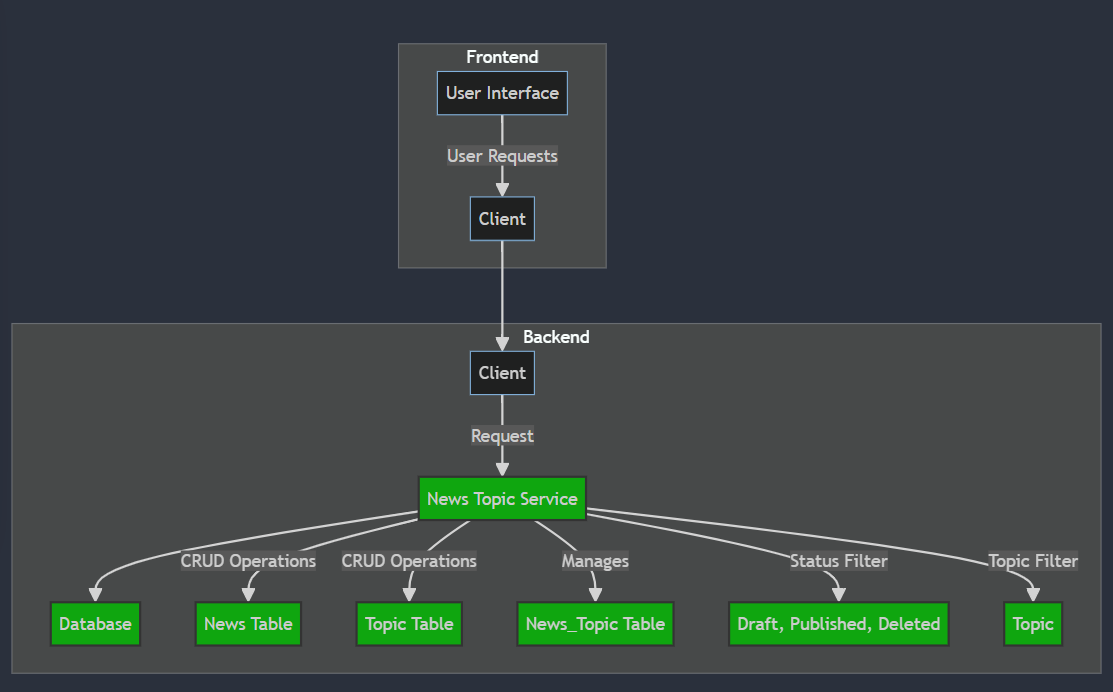 Frontend
User Interface
User Requests
Client
Backend
Client
Request
News Topic Service
CRUD Operations
CRUD Operations
Manages
Status Filter
Topic Filter
Database
News Table
Topic Table
News_Topic Table
Draft, Published, Deleted
Topic